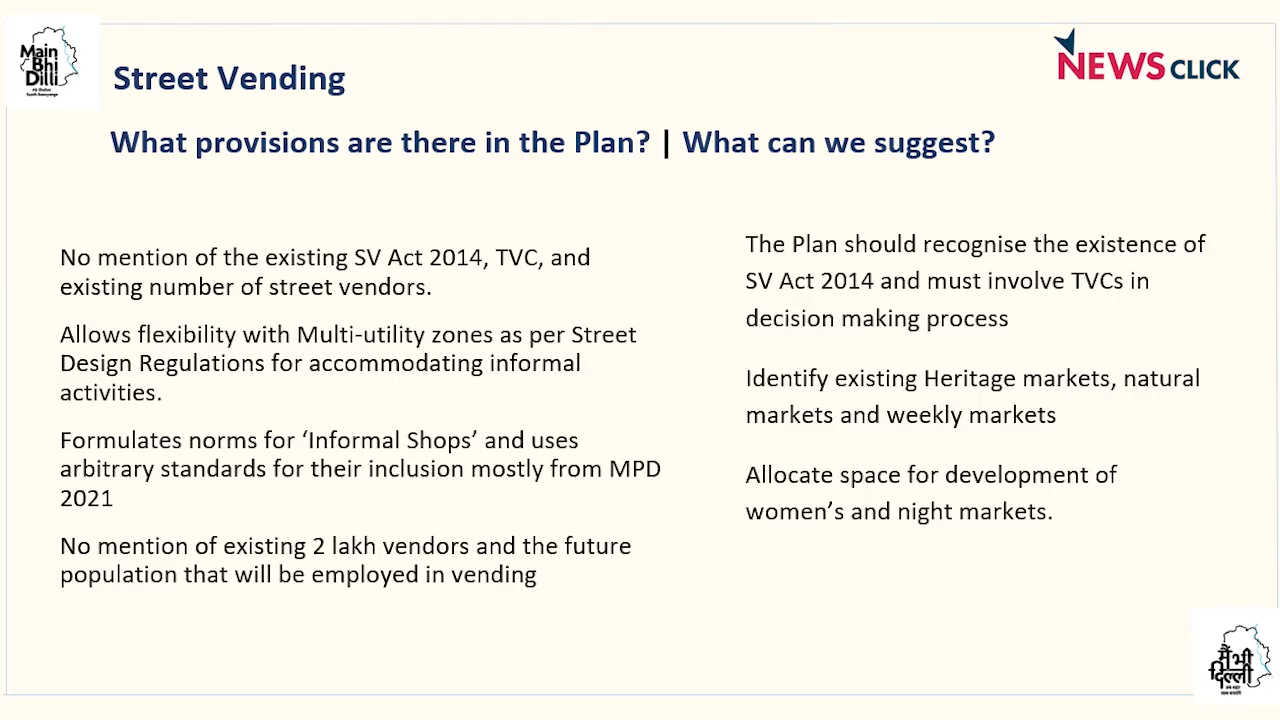 Main
Bhi
Dilli
Ab Shehar
Saath Banayenge
NEWSCLICK
Street Vending
What provisions are there in the Plan? | What can we suggest?
No mention of the existing SV Act 2014, TVC, and
existing number of street vendors.
Allows flexibility with Multi-utility zones as per Street
Design Regulations for accommodating informal
activities.
Formulates norms for ‘Informal Shops’ and uses
arbitrary standards for their inclusion mostly from MPD
2021
No mention of existing 2 lakh vendors and the future
population that will be employed in vending
The Plan should recognise the existence of
SV Act 2014 and must involve TVCs in
decision making process
Identify existing Heritage markets, natural
markets and weekly markets
Allocate space for development of
women’s and night markets.
मैं भी
दिल्ली